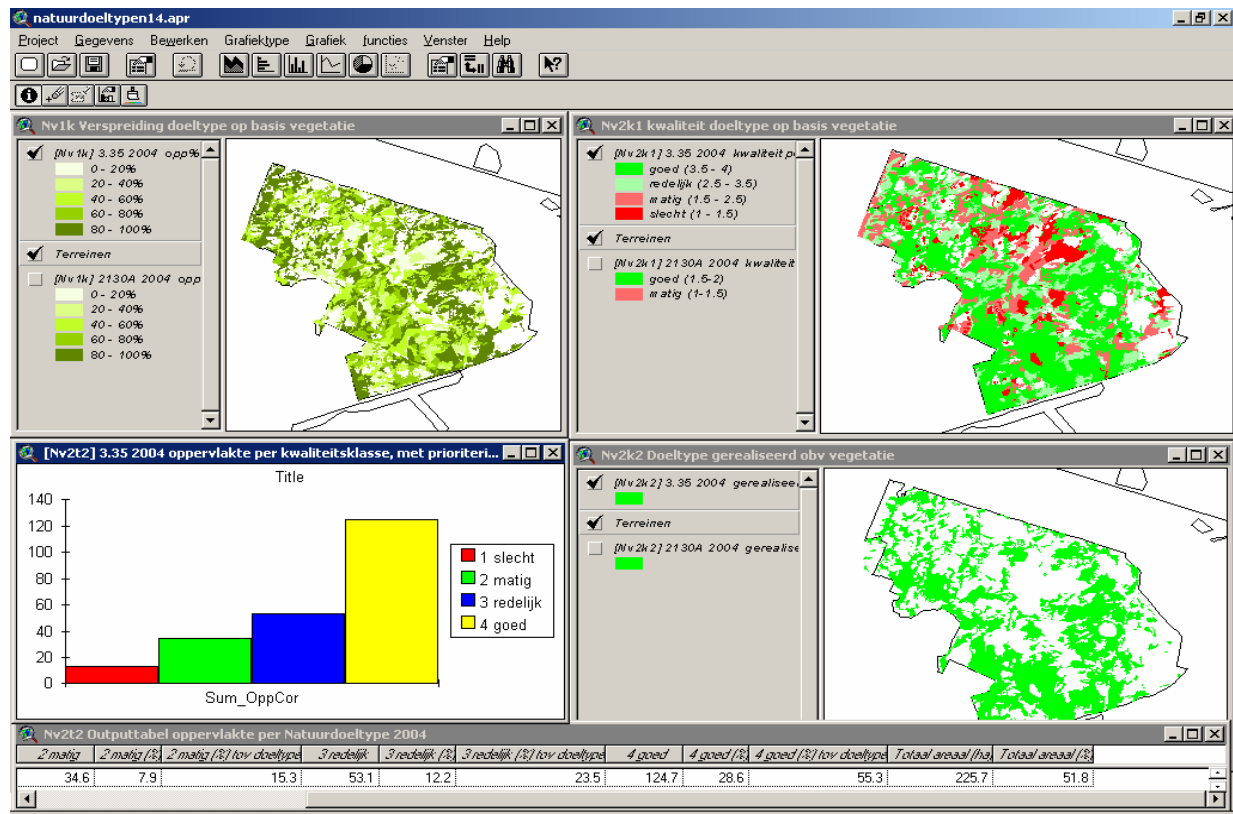 natuurdoeltypen14.apr
Project Gegevens Bewerken Grafiektype Grafiek functies Venster Help
Nv1k Verspreiding doeltype op basis vegetatie
[Nv1k] 3.35 2004 opp%
0 - 20%
20 - 40%
40 - 60%
60 - 80%
80 - 100%
Terreinen
[Nv1k] 2130A 2004 opp
0 - 20%
20 - 40%
40 - 60%
60 - 80%
80 - 100%
Nv2k1 kwaliteit doeltype op basis vegetatie
[Nv2k1] 3.35 2004 kwaliteit p
goed (3.5 - 4)
redelijk (2.5 - 3.5)
matig (1.5 - 2.5)
slecht (1 - 1.5)
Terreinen
[Nv2k1] 2130A 2004 kwaliteit
goed (1.5-2)
matig (1-1.5)
[Nv2t2] 3.35 2004 oppervlakte per kwaliteitsklasse, met prioriteri...
Title
140
120
100
80
60
40
20
0
Sum_OppCor
1 slecht
2 matig
3 redelijk
4 goed
Nv2k2 Doeltype gerealiseerd obv vegetatie
[Nv2k2] 3.35 2004 gerealisee
Terreinen
[Nv2k2] 2130A 2004 gerealise
Nv2t2 Outputtabel oppervlakte per Natuurdoeltype 2004
2 matig 2 matig (%) 2 matig (%) tov doeltype 3 redelijk 3 redelijk (%) 3 redelijk (%) tov doeltype 4 goed 4 goed (%) 4 goed (%) tov doeltype Totaal areaal (ha) Totaal areaal (%)
34.6 7.9 15.3 53.1 12.2 23.5 124.7 28.6 55.3 225.7 51.8